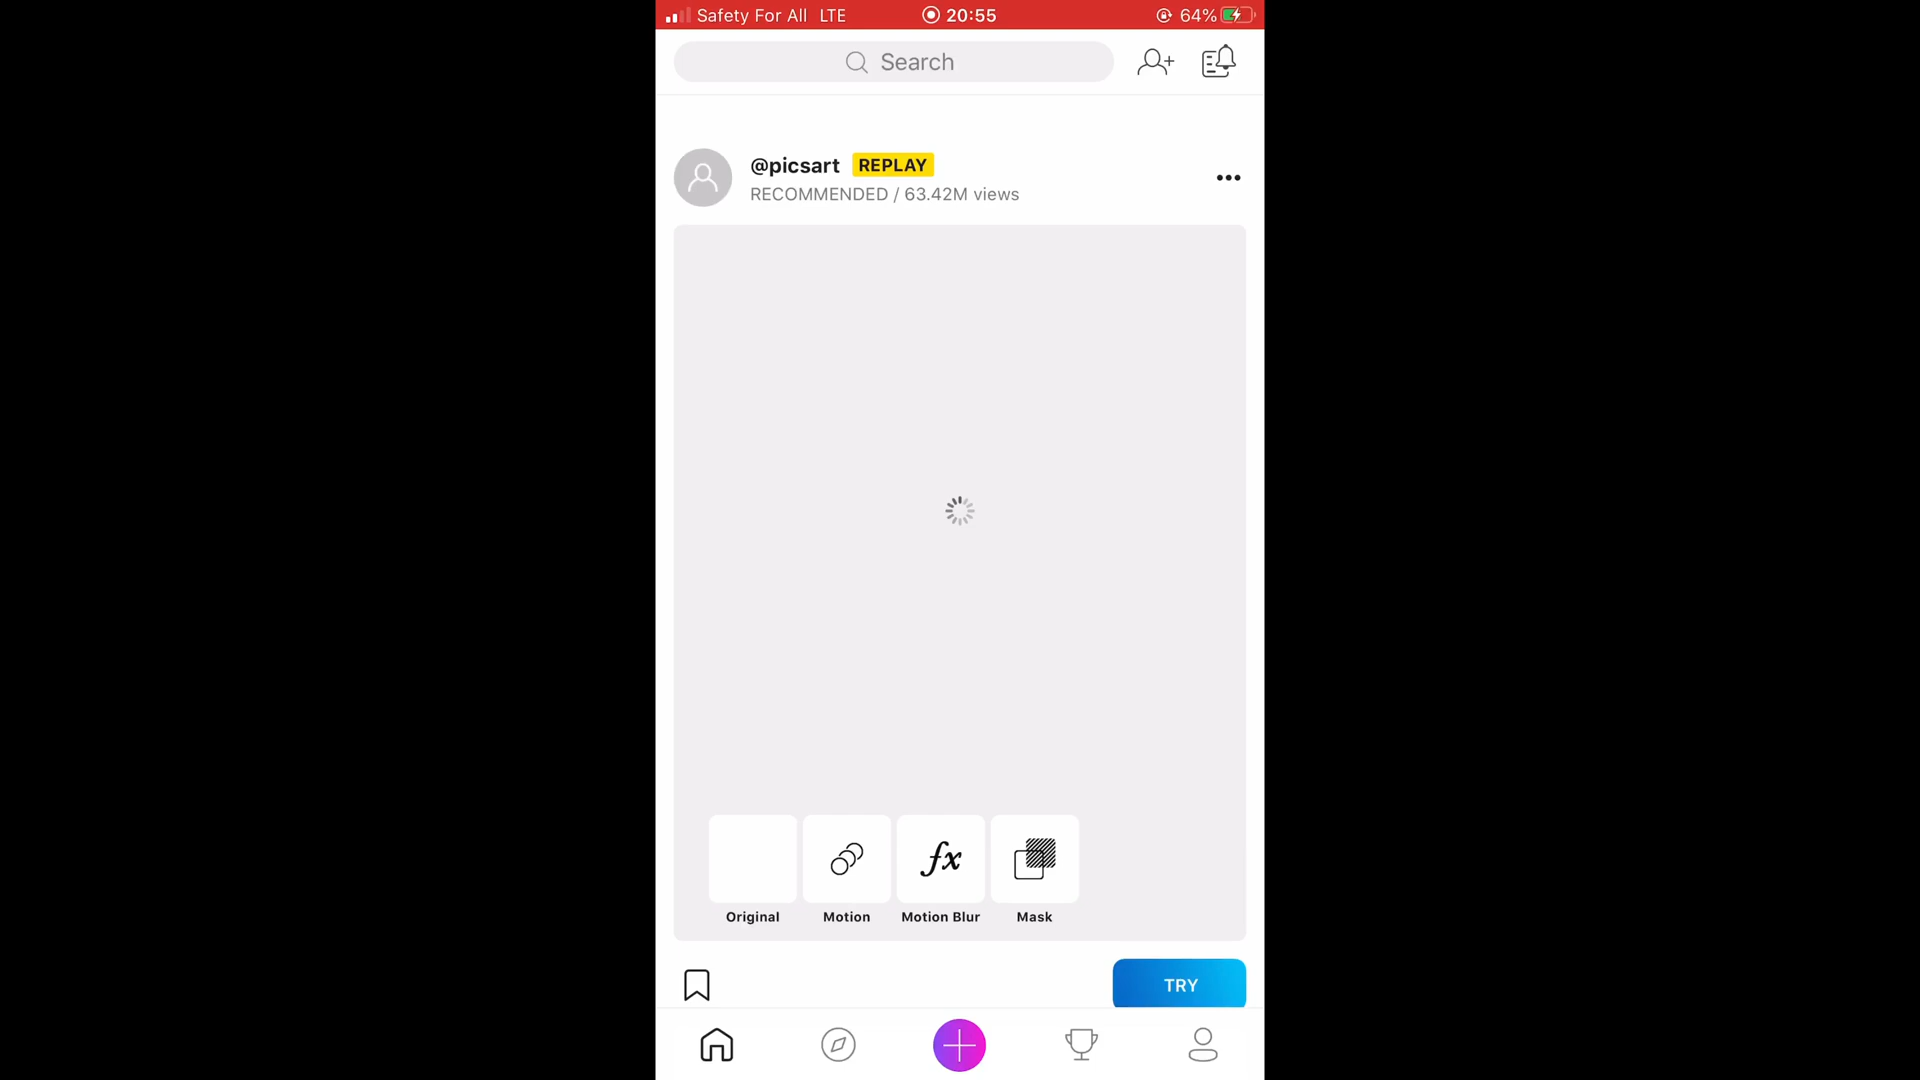 Safety For All LTE 20:55 64%
Search
@picsart REPLAY
RECOMMENDED / 63.42M views
fx
Original Motion Motion Blur Mask
TRY